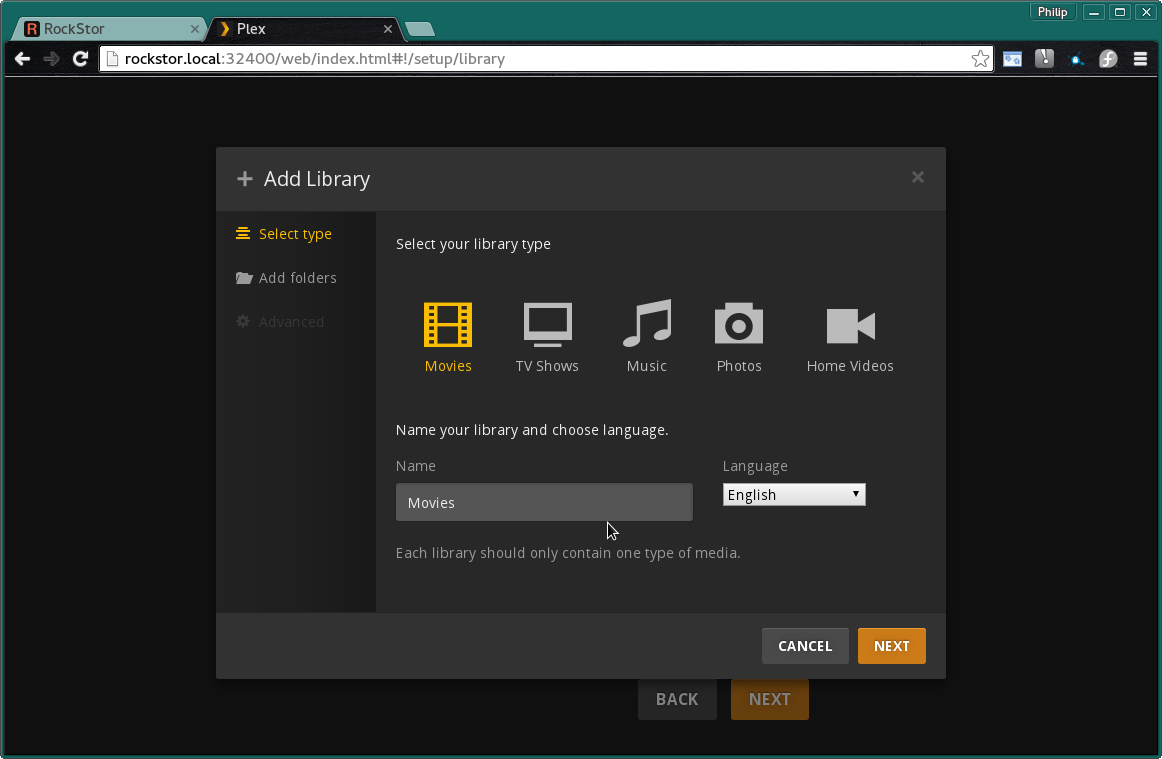 Philip
RockStor
Plex
rockstor.local:32400/web/index.html#!/setup/library
Add Library
Select type
Add folders
Advanced
Select your library type
Movies
TV Shows
Music
Photos
Home Videos
Name your library and choose language.
Name
Language
Movies
English
Each library should only contain one type of media.
CANCEL
NEXT
BACK
NEXT